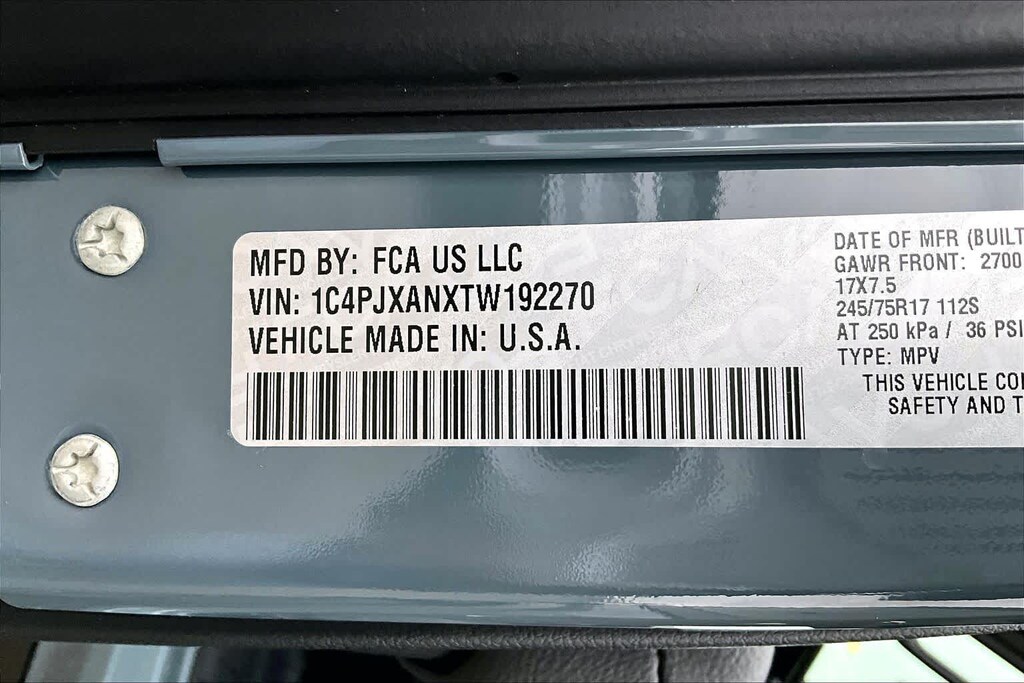 MFD BY: FCA US LLC
VIN: 1C4PJXANXTW192270
VEHICLE MADE IN: U.S.A.
DATE OF MFR (BUILT
GAWR FRONT: 2700
17X7.5
245/75R17 112S
AT 250 kPa / 36 PSI
TYPE: MPV
THIS VEHICLE
SAFETY AND